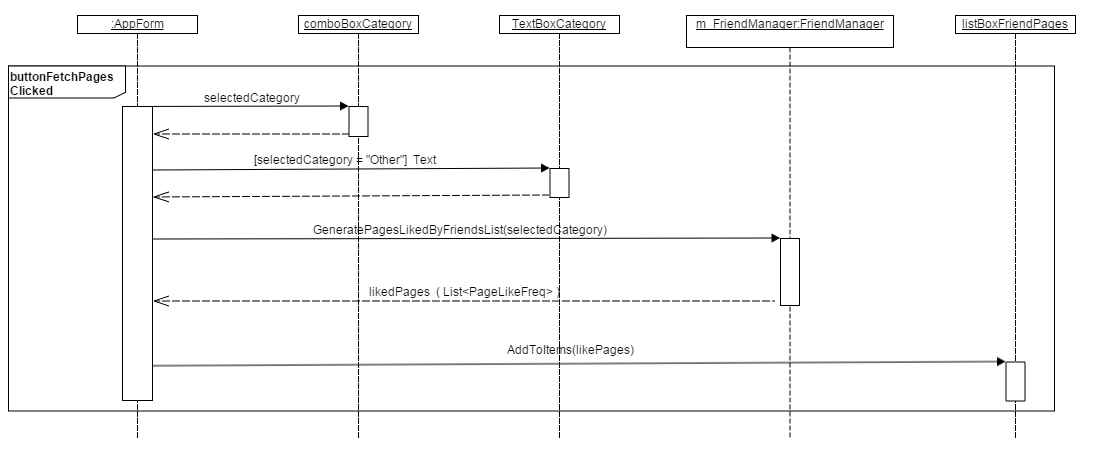 :AppForm
comboBoxCategory
TextBoxCategory
m_FriendManager:FriendManager
listBoxFriendPages
buttonFetchPages
Clicked
selectedCategory
[selectedCategory = "Other"] Text
GeneratePagesLikedByFriendsList(selectedCategory)
likedPages ( List<PageLikeFreq> )
AddToItems(likePages)